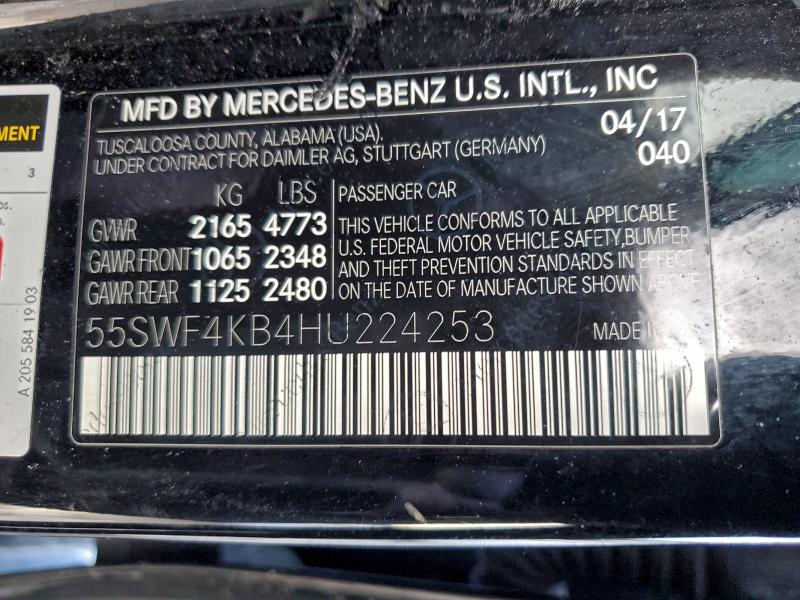 MFD BY MERCEDES-BENZ U.S. INTL., INC
TUSCALOOSA COUNTY, ALABAMA (USA),
UNDER CONTRACT FOR DAIMLER AG, STUTTGART (GERMANY)
04/17
040
KG LBS
GVWR 2165 4773
GAWR FRONT 1065 2348
GAWR REAR 1125 2480
PASSENGER CAR
THIS VEHICLE CONFORMS TO ALL APPLICABLE
U.S. FEDERAL MOTOR VEHICLE SAFETY, BUMPER
AND THEFT PREVENTION STANDARDS IN EFFECT
ON THE DATE OF MANUFACTURE SHOWN ABOVE
55SWF4KB4HU224253
MADE
A 205 584 19 03
MENT
3